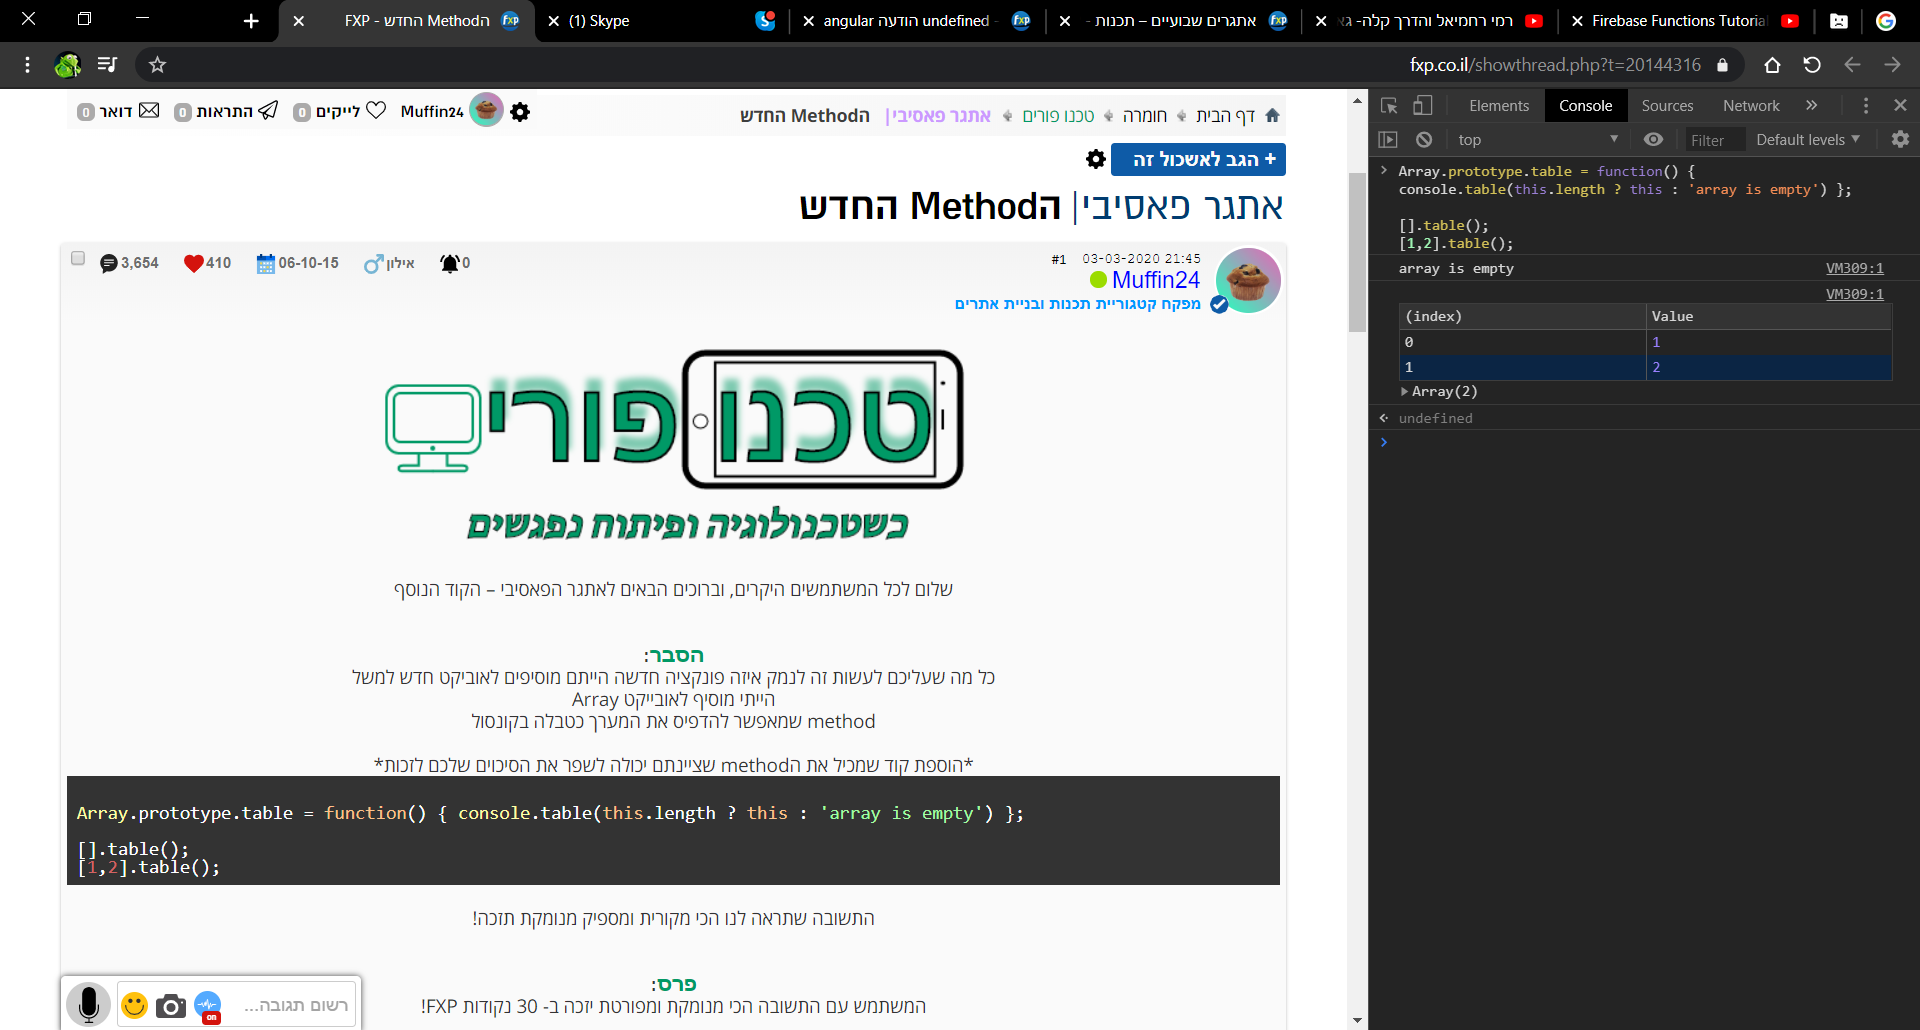 הMethod החדש - FXP
(1) Skype
angular הודעה undefined -
אתגרים שבועיים – תכנות -
רמי רחמיאל והדרך קלה- גא
Firebase Functions Tutorial
fxp.co.il/showthread.php?t=20144316
דף הבית
חומרה
טכנו פורים
אתגר פאסיבי|
הMethod החדש
Muffin24
לייקים 0
התראות 0
דואר 0
+ הגב לאשכול זה
אתגר פאסיבי| הMethod החדש
#1 03-03-2020 21:45
Muffin24
מפקח קטגוריית תכנות ובניית אתרים
3,654
410
06-10-15
אילון
0
טכנו פורי
כשטכנולוגיה ופיתוח נפגשים
שלום לכל המשתמשים היקרים, וברוכים הבאים לאתגר הפאסיבי – הקוד הנוסף
הסבר:
כל מה שעליכם לעשות זה לנמק איזה פונקציה חדשה הייתם מוסיפים לאוביקט חדש למשל
הייתי מוסיף לאובייקט Array
method שמאפשר להדפיס את המערך כטבלה בקונסול
*הוספת קוד שמכיל את הmethod שציינתם יכולה לשפר את הסיכוים שלכם לזכות*
Array.prototype.table = function() { console.table(this.length ? this : 'array is empty') };
[].table();
[1,2].table();
התשובה שתראה לנו הכי מקורית ומספיק מנומקת תזכה!
פרס:
המשתמש עם התשובה הכי מנומקת ומפורטת יזכה ב- 30 נקודות FXP!
רשום תגובה...
on
Elements Console Sources Network »
top
Filter
Default levels
Array.prototype.table = function() {
console.table(this.length ? this : 'array is empty') };
[].table();
[1,2].table();
array is empty VM309:1
VM309:1
(index) Value
0 1
1 2
Array(2)
undefined